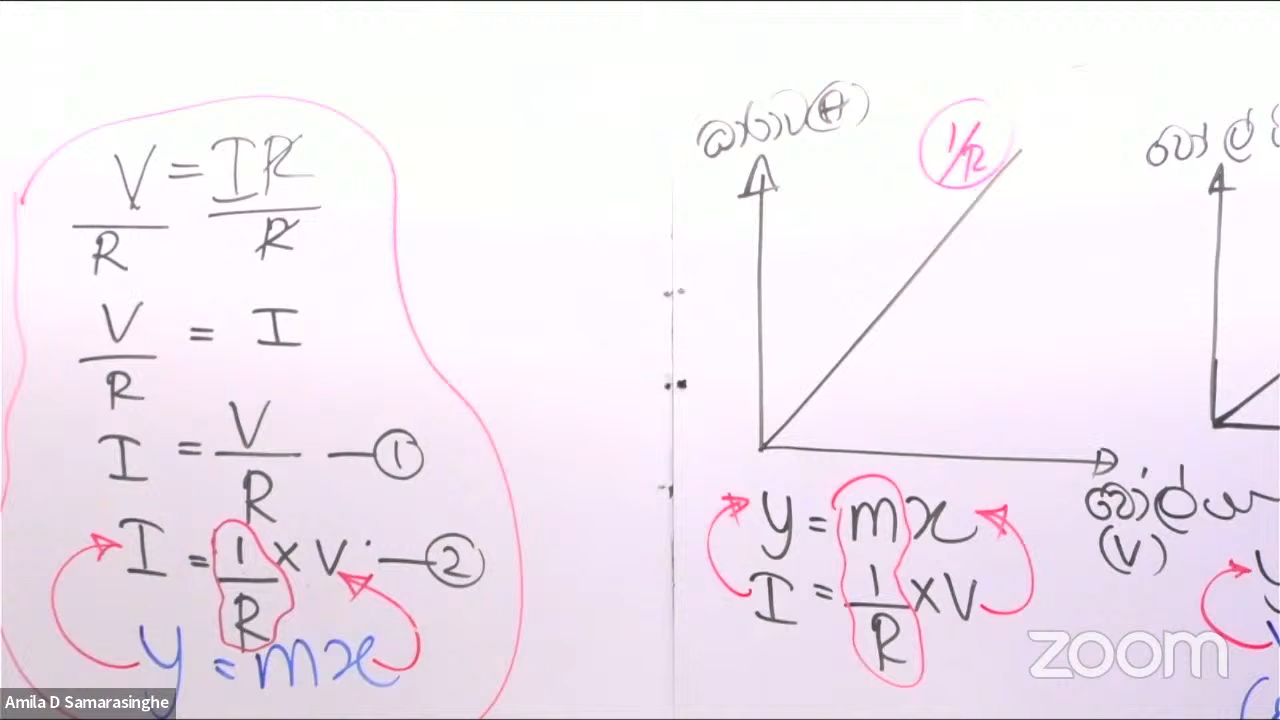 V = IR
R R
V = I
R
I = V — ①
R
I = 1 × V — ②
R
y = mx
ධාරාව (A)
1/R
වෝල්ටීයතාව
(V)
y = mx
I = 1 × V
R
zoom
Amila D Samarasinghe